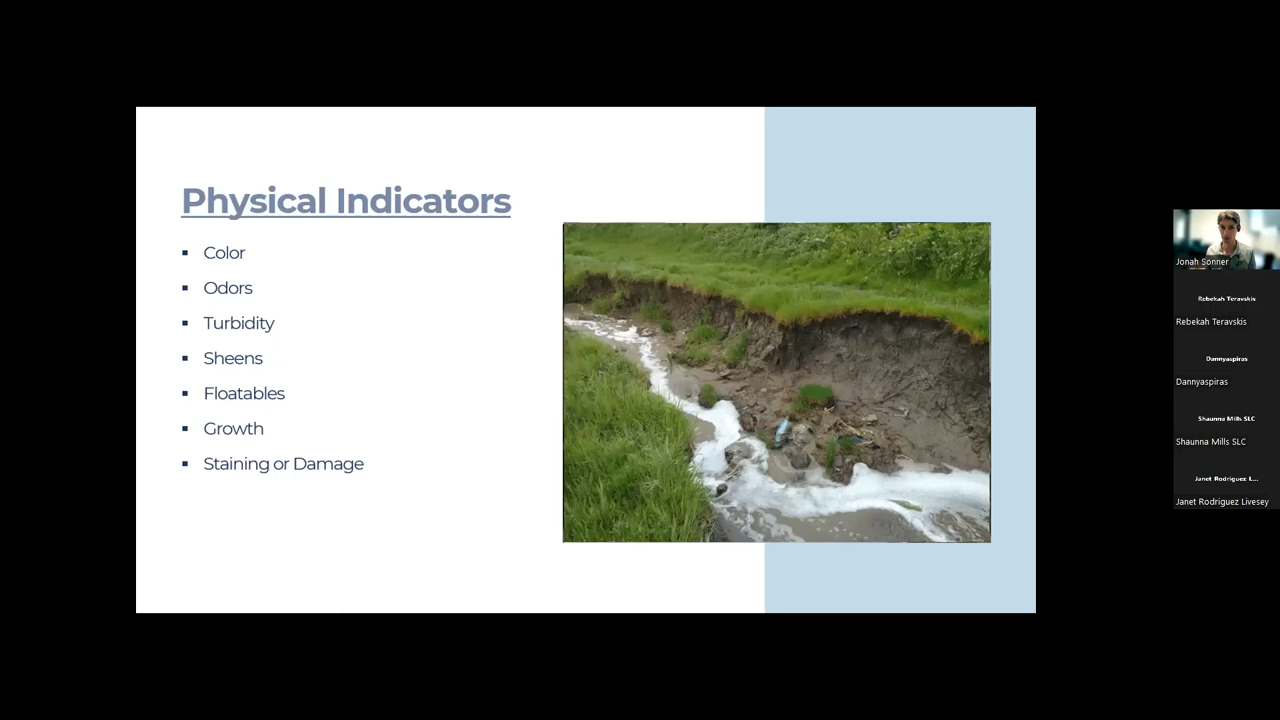 Physical Indicators
Color
Odors
Turbidity
Sheens
Floatables
Growth
Staining or Damage
Jonah Sonner
Rebekah Teravskis
Rebekah Teravskis
Dannyaspiras
Dannyaspiras
Shaunna Mills SLC
Shaunna Mills SLC
Janet Rodriguez L...
Janet Rodriguez Livesey